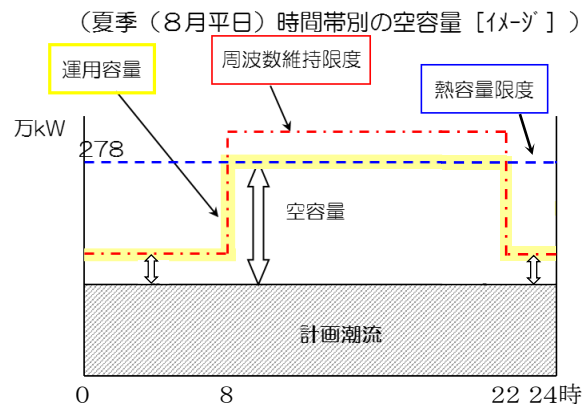 （夏季（８月平日）時間帯別の空容量［ｲﾒｰｼﾞ］）
運用容量
周波数維持限度
熱容量限度
万kW
278
空容量
計画潮流
0 8 22 24時